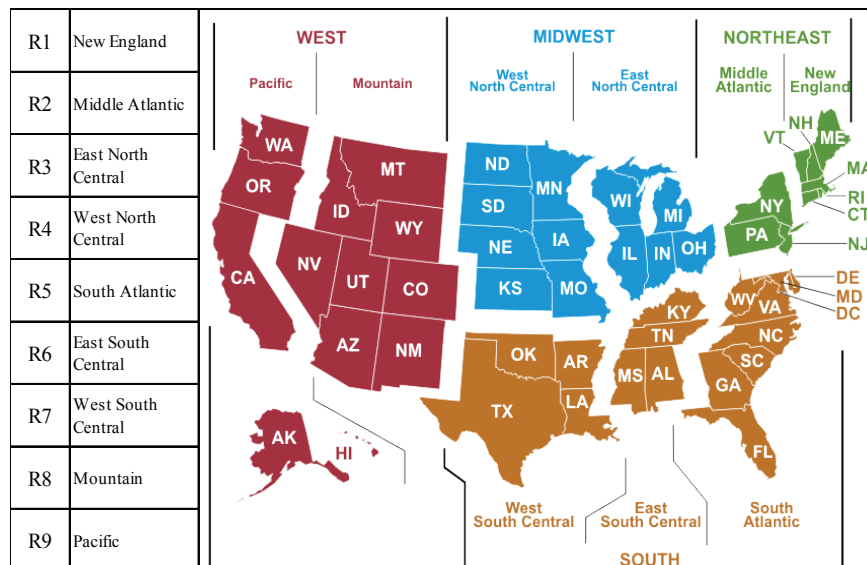 R1 New England
R2 Middle Atlantic
R3 East North
Central
R4 West North
Central
R5 South Atlantic
R6 East South
Central
R7 West South
Central
R8 Mountain
R9 Pacific
WEST
MIDWEST
NORTHEAST
Pacific
Mountain
West
North Central
East
North Central
Middle
Atlantic
New
England
WA
OR
CA
MT
ID
WY
NV
UT
CO
AZ
NM
AK
HI
ND
SD
NE
KS
MN
IA
MO
WI
MI
IL
IN
OH
VT
NH
ME
MA
RI
CT
NY
PA
NJ
DE
MD
DC
WV
VA
KY
TN
NC
SC
GA
FL
MS
AL
OK
AR
TX
LA
West
South Central
East
South Central
South
Atlantic
SOUTH